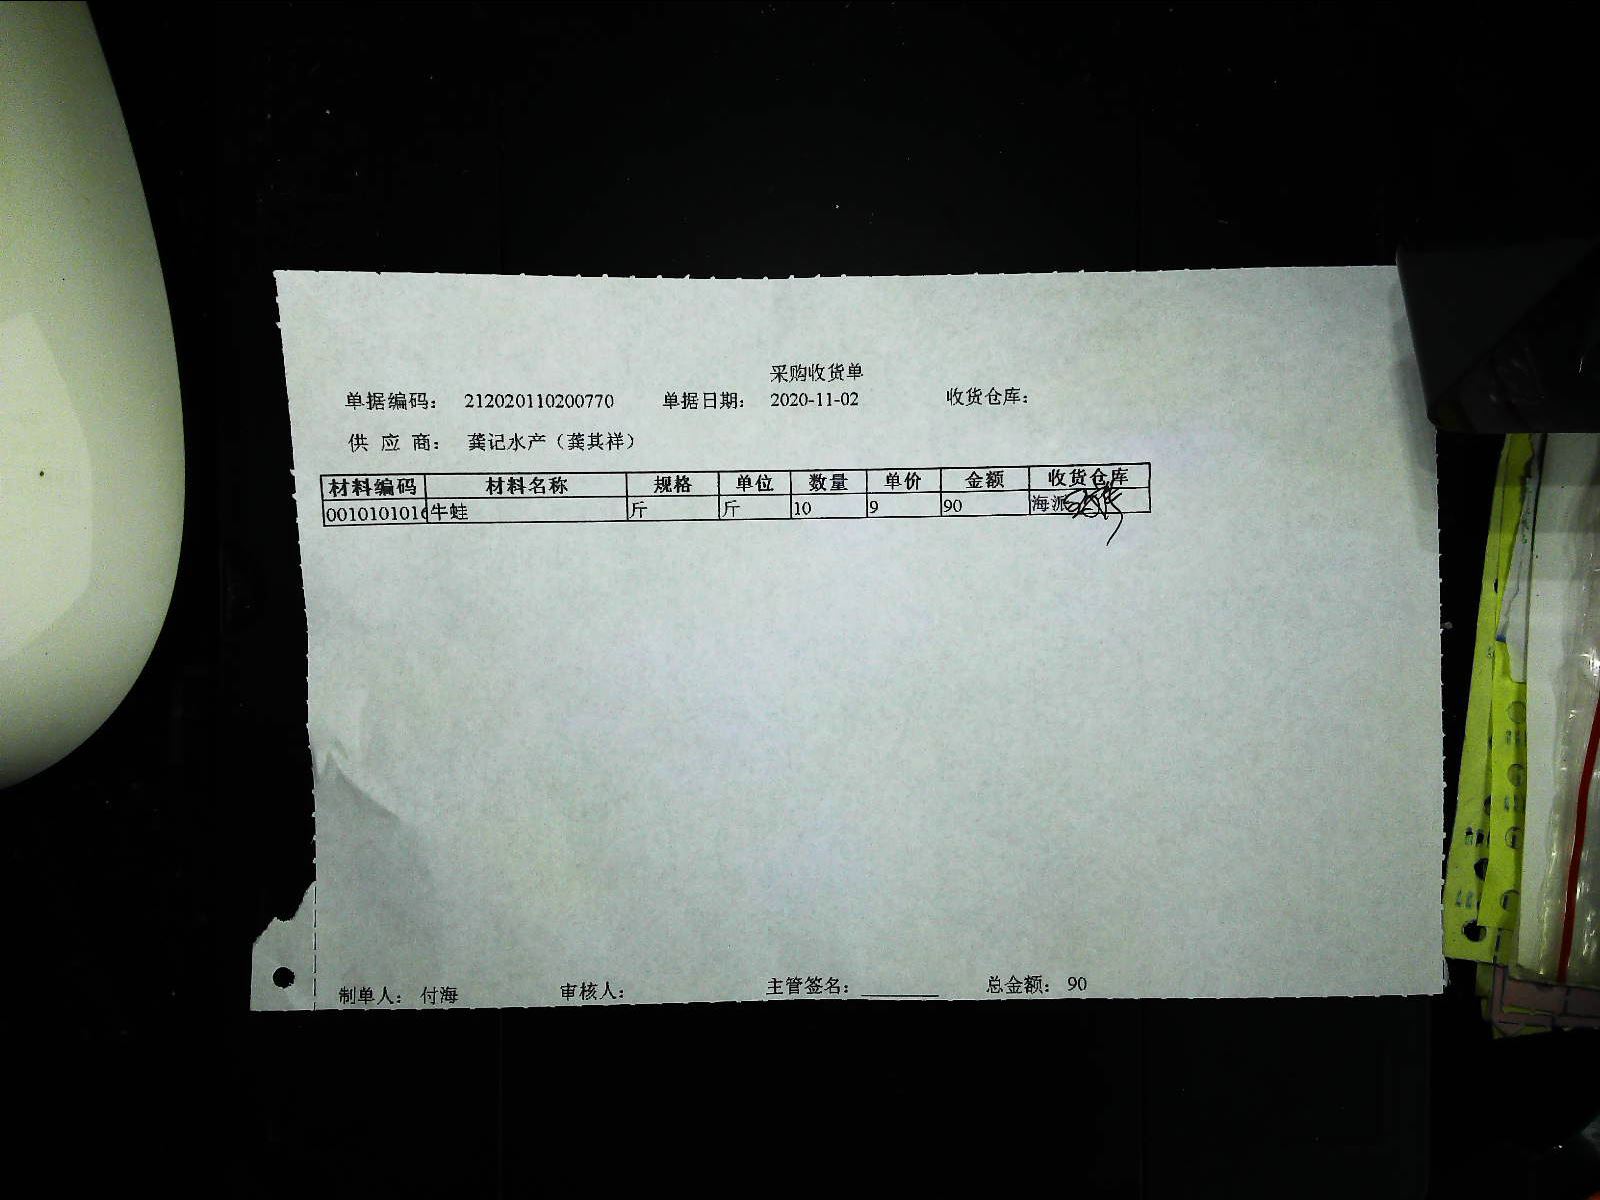 采购收货单
单据编码： 212020110200770 单据日期： 2020-11-02 收货仓库：
供 应 商： 龚记水产（龚其祥）
材料编码 材料名称 规格 单位 数量 单价 金额 收货仓库
001010101 牛蛙 斤 斤 10 9 90 海派
制单人： 付海 审核人： 主管签名： 总金额： 90